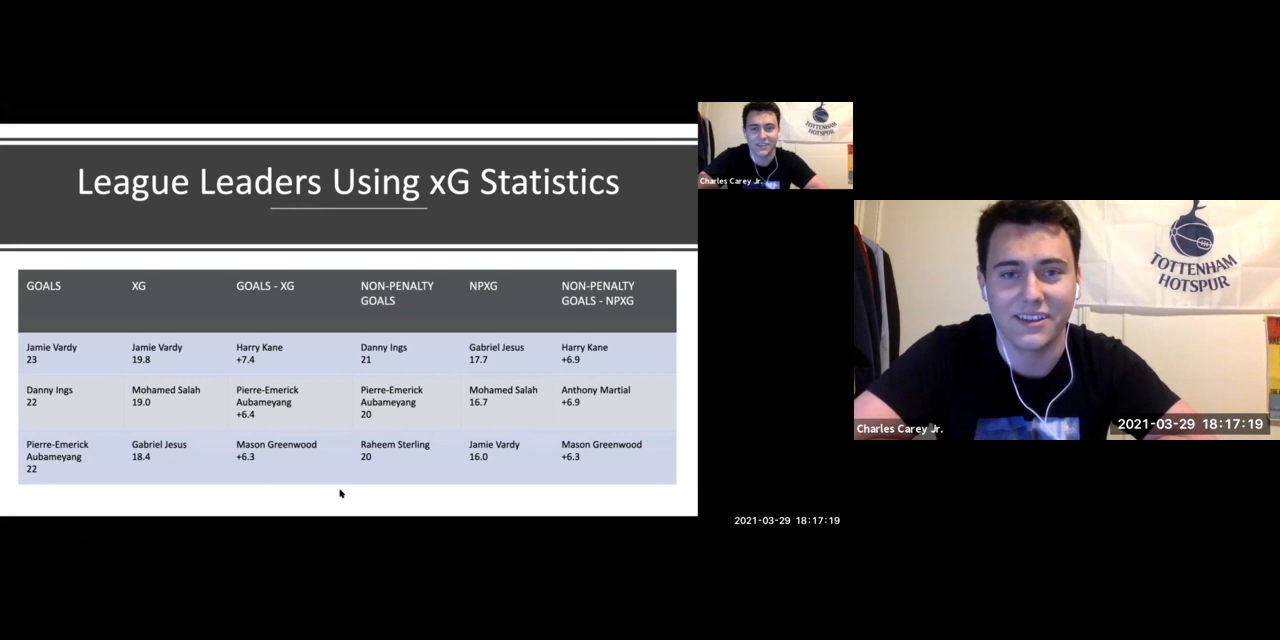 League Leaders Using xG Statistics
GOALS
XG
GOALS - XG
NON-PENALTY
GOALS
NPXG
NON-PENALTY
GOALS - NPXG
Jamie Vardy
23
Jamie Vardy
19.8
Harry Kane
+7.4
Danny Ings
21
Gabriel Jesus
17.7
Harry Kane
+6.9
Danny Ings
22
Mohamed Salah
19.0
Pierre-Emerick
Aubameyang
+6.4
Pierre-Emerick
Aubameyang
20
Mohamed Salah
16.7
Anthony Martial
+6.9
Pierre-Emerick
Aubameyang
22
Gabriel Jesus
18.4
Mason Greenwood
+6.3
Raheem Sterling
20
Jamie Vardy
16.0
Mason Greenwood
+6.3
TOTTENHAM
HOTSPUR
Charles Carey Jr.
2021-03-29 18:17:19
TOTTENHAM
HOTSPUR
Charles Carey Jr.
2021-03-29 18:17:19